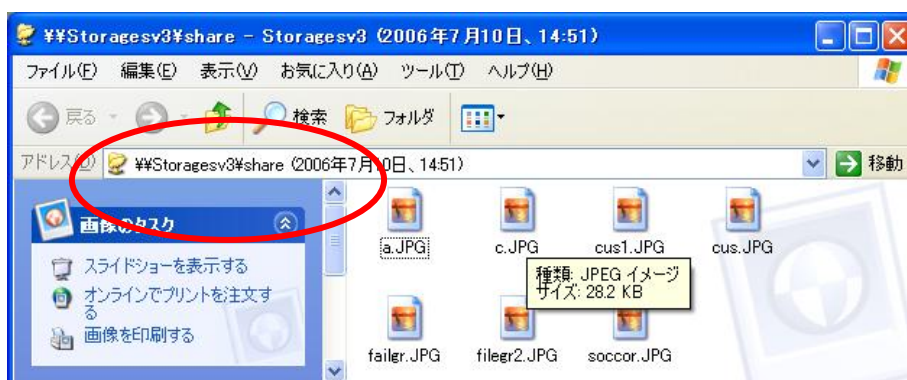 ¥¥Storagesv3¥share - Storagesv3 (2006年7月10日、14:51)
ファイル(F) 編集(E) 表示(V) お気に入り(A) ツール(T) ヘルプ(H)
戻る 検索 フォルダ
アドレス(D) ¥¥Storagesv3¥share (2006年7月10日、14:51) 移動
画像のタスク
スライドショーを表示する
オンラインでプリントを注文す
る
画像を印刷する
a.JPG c.JPG cus1.JPG cus.JPG
種類: JPEG イメージ
サイズ: 28.2 KB
failgr.JPG filegr2.JPG soccor.JPG